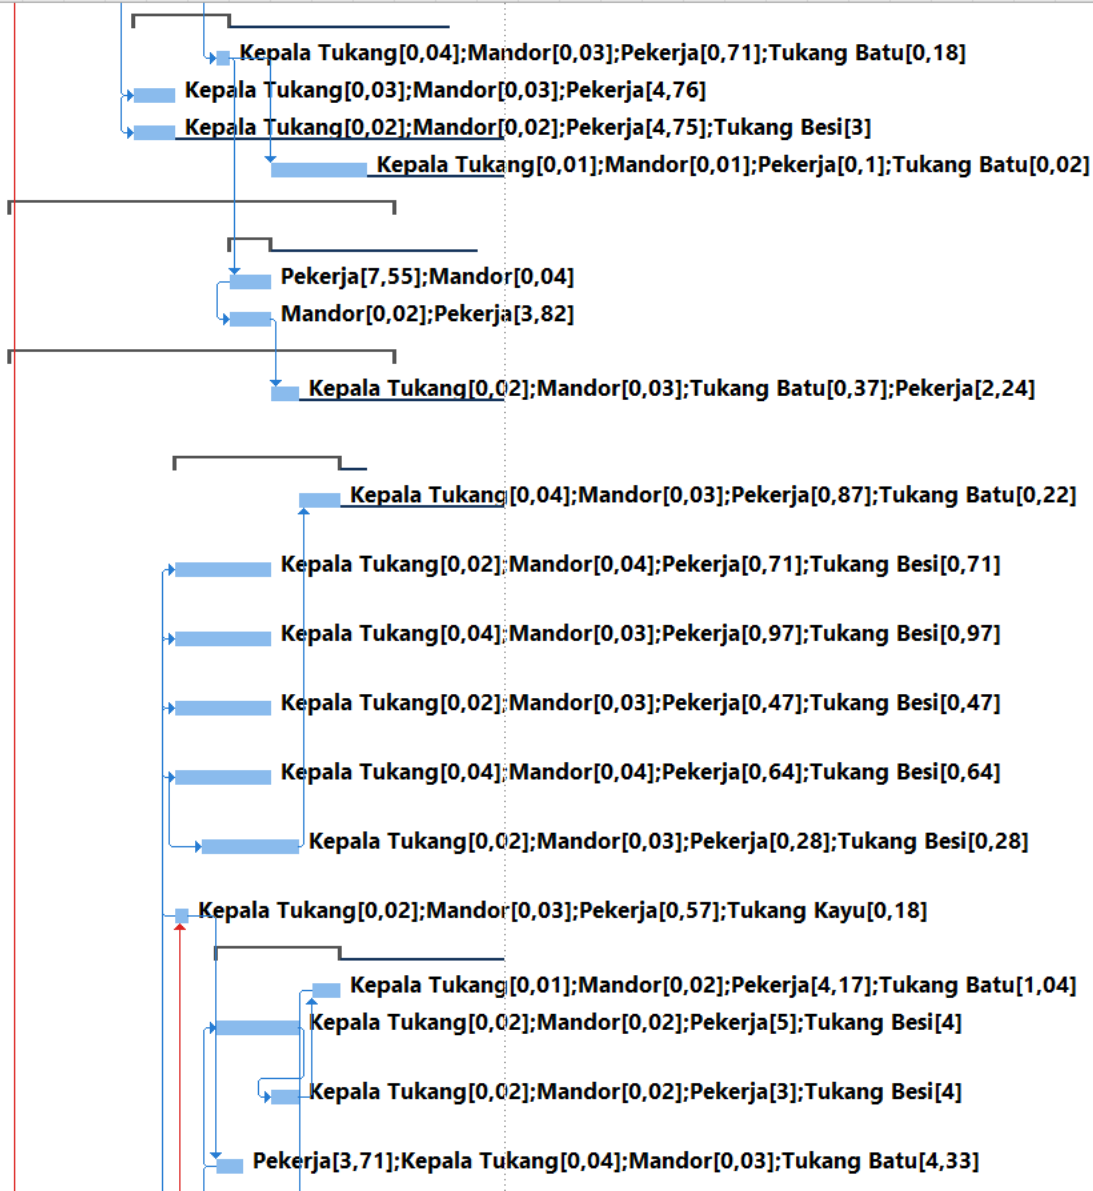 Kepala Tukang[0,04];Mandor[0,03];Pekerja[0,71];Tukang Batu[0,18]
Kepala Tukang[0,03];Mandor[0,03];Pekerja[4,76]
Kepala Tukang[0,02];Mandor[0,02];Pekerja[4,75];Tukang Besi[3]
Kepala Tukang[0,01];Mandor[0,01];Pekerja[0,1];Tukang Batu[0,02]
Pekerja[7,55];Mandor[0,04]
Mandor[0,02];Pekerja[3,82]
Kepala Tukang[0,02];Mandor[0,03];Tukang Batu[0,37];Pekerja[2,24]
Kepala Tukang[0,04];Mandor[0,03];Pekerja[0,87];Tukang Batu[0,22]
Kepala Tukang[0,02];Mandor[0,04];Pekerja[0,71];Tukang Besi[0,71]
Kepala Tukang[0,04];Mandor[0,03];Pekerja[0,97];Tukang Besi[0,97]
Kepala Tukang[0,02];Mandor[0,03];Pekerja[0,47];Tukang Besi[0,47]
Kepala Tukang[0,04];Mandor[0,04];Pekerja[0,64];Tukang Besi[0,64]
Kepala Tukang[0,02];Mandor[0,03];Pekerja[0,28];Tukang Besi[0,28]
Kepala Tukang[0,02];Mandor[0,03];Pekerja[0,57];Tukang Kayu[0,18]
Kepala Tukang[0,01];Mandor[0,02];Pekerja[4,17];Tukang Batu[1,04]
Kepala Tukang[0,02];Mandor[0,02];Pekerja[5];Tukang Besi[4]
Kepala Tukang[0,02];Mandor[0,02];Pekerja[3];Tukang Besi[4]
Pekerja[3,71];Kepala Tukang[0,04];Mandor[0,03];Tukang Batu[4,33]